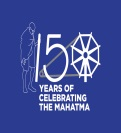 150
YEARS OF
CELEBRATING
THE MAHATMA